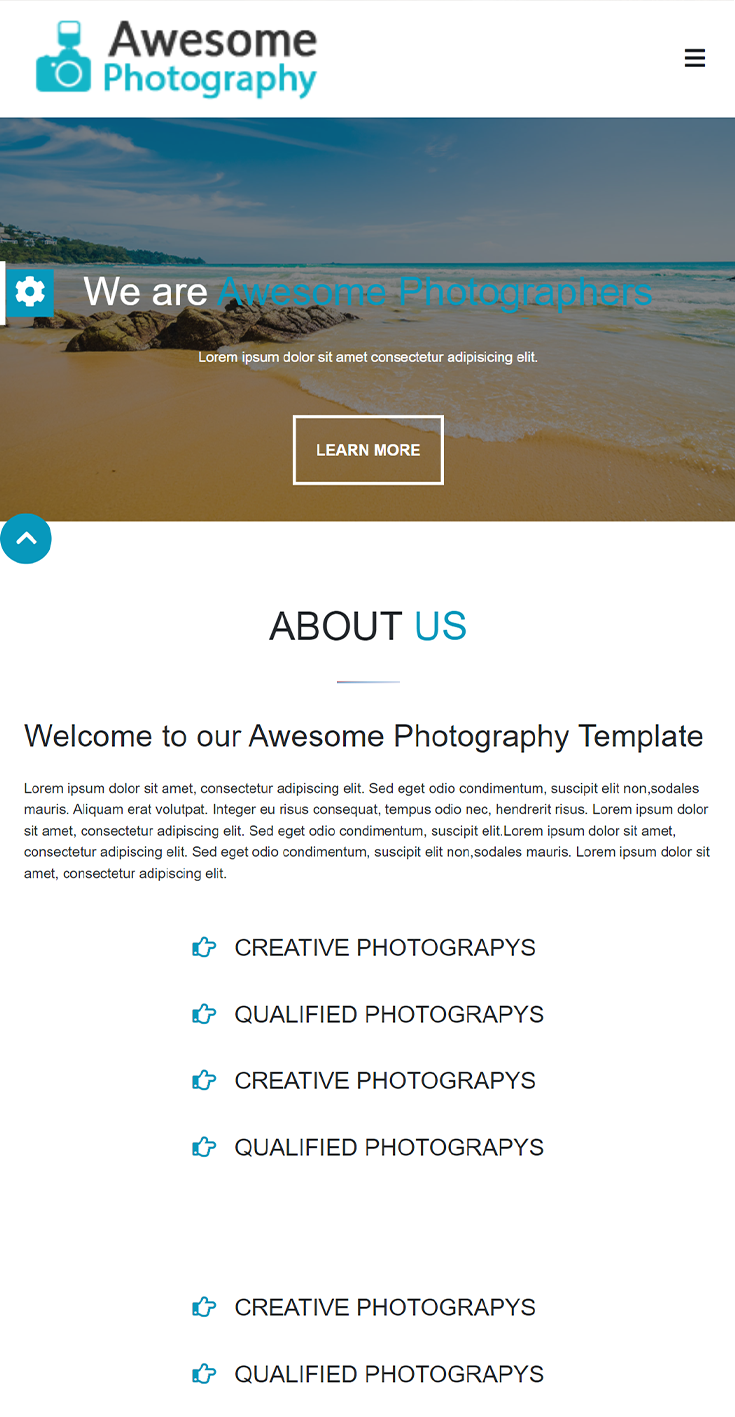 Awesome
Photography
We are Awesome Photographers
Lorem ipsum dolor sit amet consectetur adipisicing elit.
LEARN MORE
ABOUT US
Welcome to our Awesome Photography Template
Lorem ipsum dolor sit amet, consectetur adipiscing elit. Sed eget odio condimentum, suscipit elit non,sodales
mauris. Aliquam erat volutpat. Integer eu risus consequat, tempus odio nec, hendrerit risus. Lorem ipsum dolor
sit amet, consectetur adipiscing elit. Sed eget odio condimentum, suscipit elit.Lorem ipsum dolor sit amet,
consectetur adipiscing elit. Sed eget odio condimentum, suscipit elit non,sodales mauris. Lorem ipsum dolor sit
amet, consectetur adipiscing elit.
CREATIVE PHOTOGRAPYS
QUALIFIED PHOTOGRAPYS
CREATIVE PHOTOGRAPYS
QUALIFIED PHOTOGRAPYS
CREATIVE PHOTOGRAPYS
QUALIFIED PHOTOGRAPYS